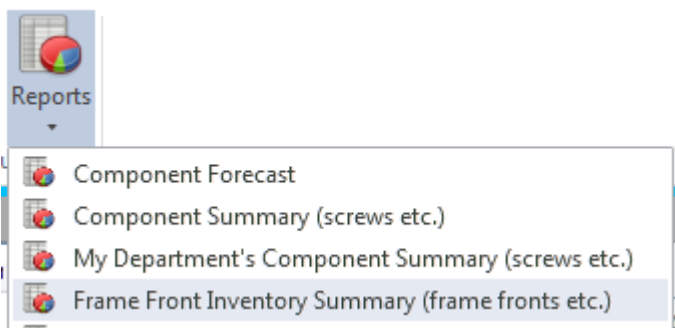 Reports
Component Forecast
Component Summary (screws etc.)
My Department's Component Summary (screws etc.)
Frame Front Inventory Summary (frame fronts etc.)